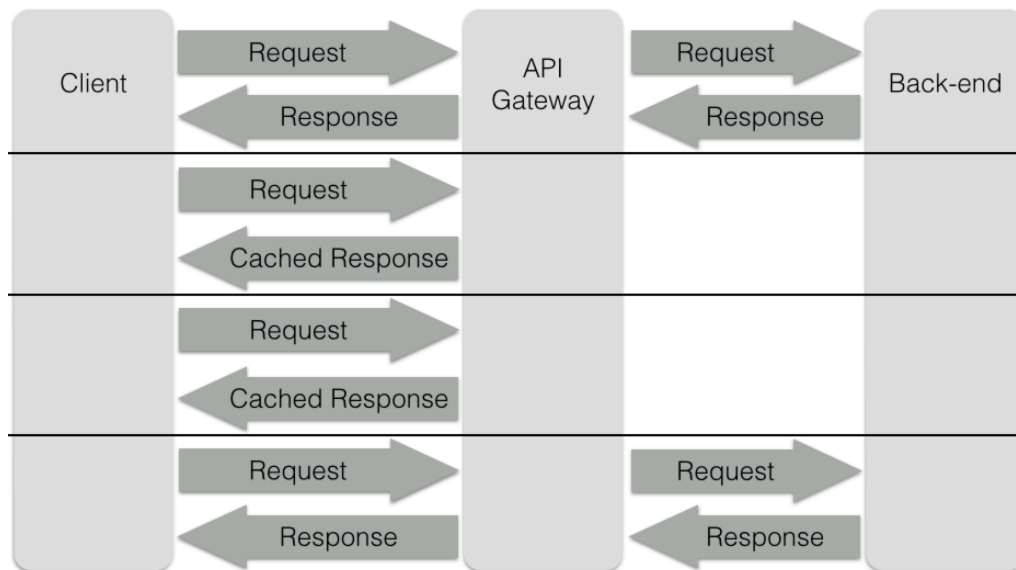 Client
Request
Response
API
Gateway
Request
Response
Back-end
Request
Cached Response
Request
Cached Response
Request
Response
Request
Response